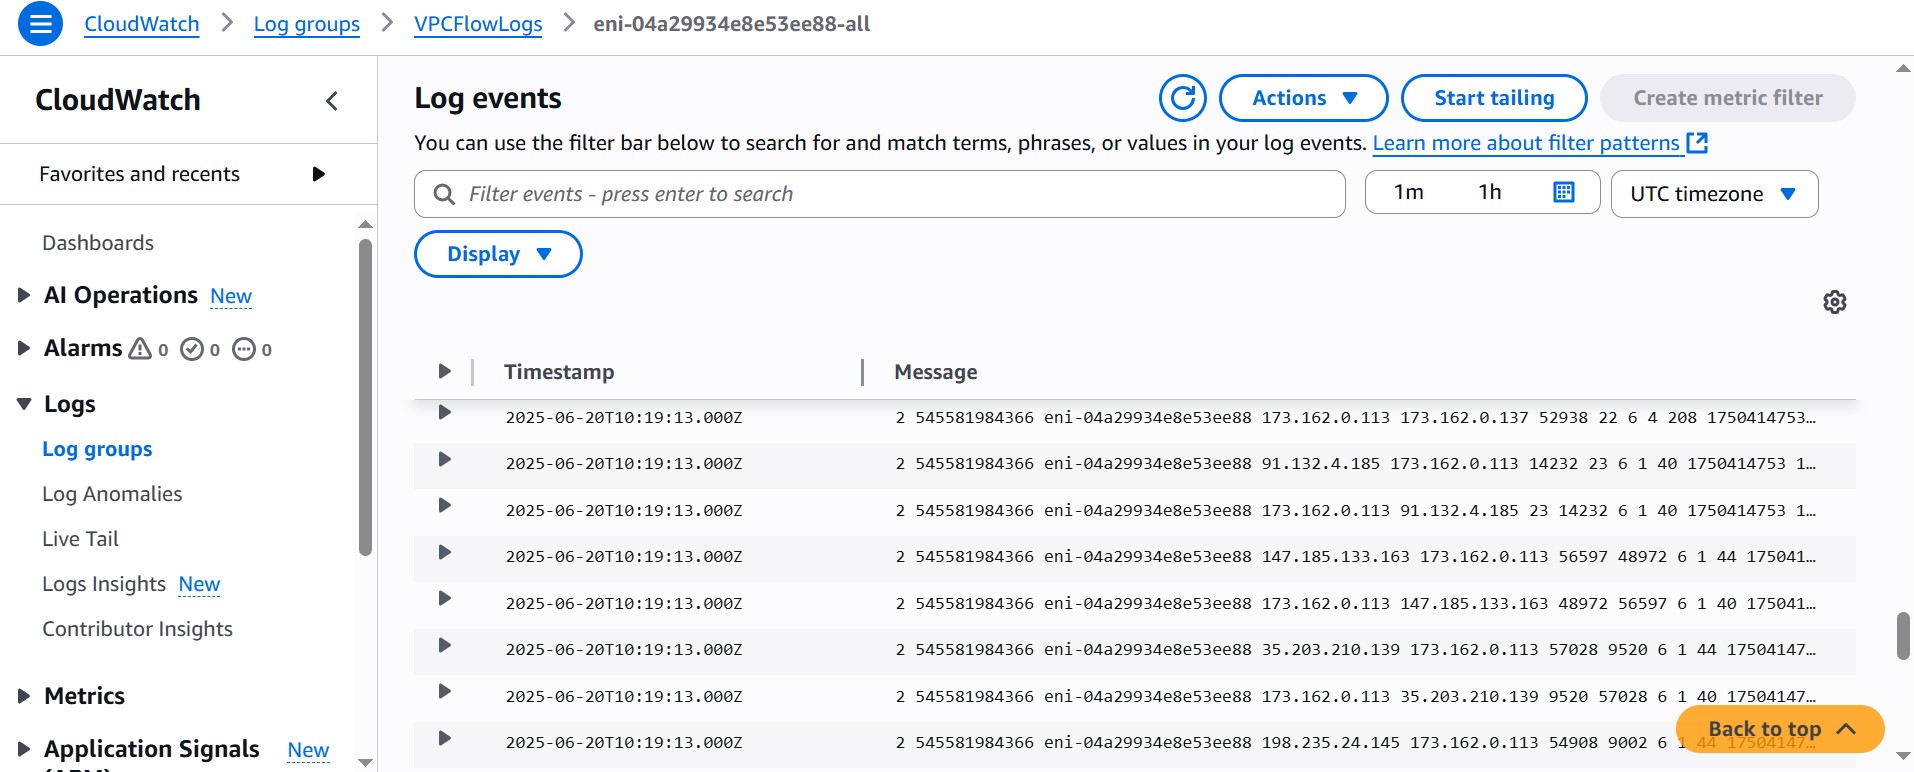 CloudWatch > Log groups > VPCFlowLogs > eni-04a29934e8e53ee88-all
CloudWatch
Favorites and recents
Dashboards
AI Operations New
Alarms 0 0 0
Logs
Log groups
Log Anomalies
Live Tail
Logs Insights New
Contributor Insights
Metrics
Application Signals New
Log events
Actions
Start tailing
Create metric filter
You can use the filter bar below to search for and match terms, phrases, or values in your log events. Learn more about filter patterns
Filter events - press enter to search
1m 1h
UTC timezone
Display
Timestamp Message
2025-06-20T10:19:13.000Z 2 545581984366 eni-04a29934e8e53ee88 173.162.0.113 173.162.0.137 52938 22 6 4 208 1750414753…
2025-06-20T10:19:13.000Z 2 545581984366 eni-04a29934e8e53ee88 91.132.4.185 173.162.0.113 14232 23 6 1 40 1750414753 1…
2025-06-20T10:19:13.000Z 2 545581984366 eni-04a29934e8e53ee88 173.162.0.113 91.132.4.185 23 14232 6 1 40 1750414753 1…
2025-06-20T10:19:13.000Z 2 545581984366 eni-04a29934e8e53ee88 147.185.133.163 173.162.0.113 56597 48972 6 1 44 175041…
2025-06-20T10:19:13.000Z 2 545581984366 eni-04a29934e8e53ee88 173.162.0.113 147.185.133.163 48972 56597 6 1 40 175041…
2025-06-20T10:19:13.000Z 2 545581984366 eni-04a29934e8e53ee88 35.203.210.139 173.162.0.113 57028 9520 6 1 44 17504147…
2025-06-20T10:19:13.000Z 2 545581984366 eni-04a29934e8e53ee88 173.162.0.113 35.203.210.139 9520 57028 6 1 40 17504147…
2025-06-20T10:19:13.000Z 2 545581984366 eni-04a29934e8e53ee88 198.235.24.145 173.162.0.113 54908 9002 6 1 44 17504147…
Back to top